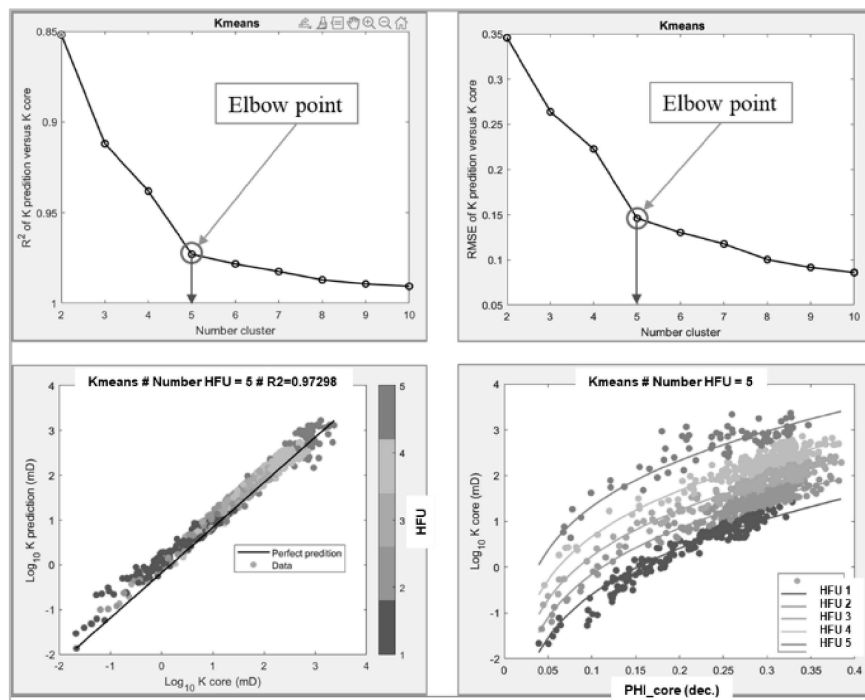 Kmeans
0.85
0.9
0.95
1
R² of K predition versus K core
Elbow point
2 3 4 5 6 7 8 9 10
Number cluster
Kmeans
0.35
0.3
0.25
0.2
0.15
0.1
0.05
RMSE of K predition versus K core
Elbow point
2 3 4 5 6 7 8 9 10
Number cluster
Kmeans # Number HFU = 5 # R2=0.97298
4
3
2
1
0
-1
-2
Log₁₀ K prediction (mD)
Perfect predition
Data
-2 -1 0 1 2 3 4
Log₁₀ K core (mD)
5
4
3
2
1
HFU
Kmeans # Number HFU = 5
4
3
2
1
0
-1
-2
Log₁₀ K core (mD)
HFU 1
HFU 2
HFU 3
HFU 4
HFU 5
0 0.05 0.1 0.15 0.2 0.25 0.3 0.35 0.4
PHI_core (dec.)